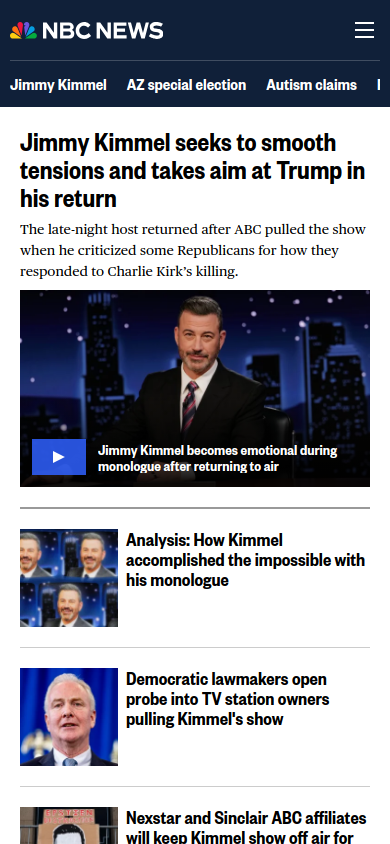 NBC NEWS
Jimmy Kimmel AZ special election Autism claims
Jimmy Kimmel seeks to smooth
tensions and takes aim at Trump in
his return
The late-night host returned after ABC pulled the show
when he criticized some Republicans for how they
responded to Charlie Kirk’s killing.
Jimmy Kimmel becomes emotional during
monologue after returning to air
Analysis: How Kimmel
accomplished the impossible with
his monologue
Democratic lawmakers open
probe into TV station owners
pulling Kimmel's show
Nexstar and Sinclair ABC affiliates
will keep Kimmel show off air for